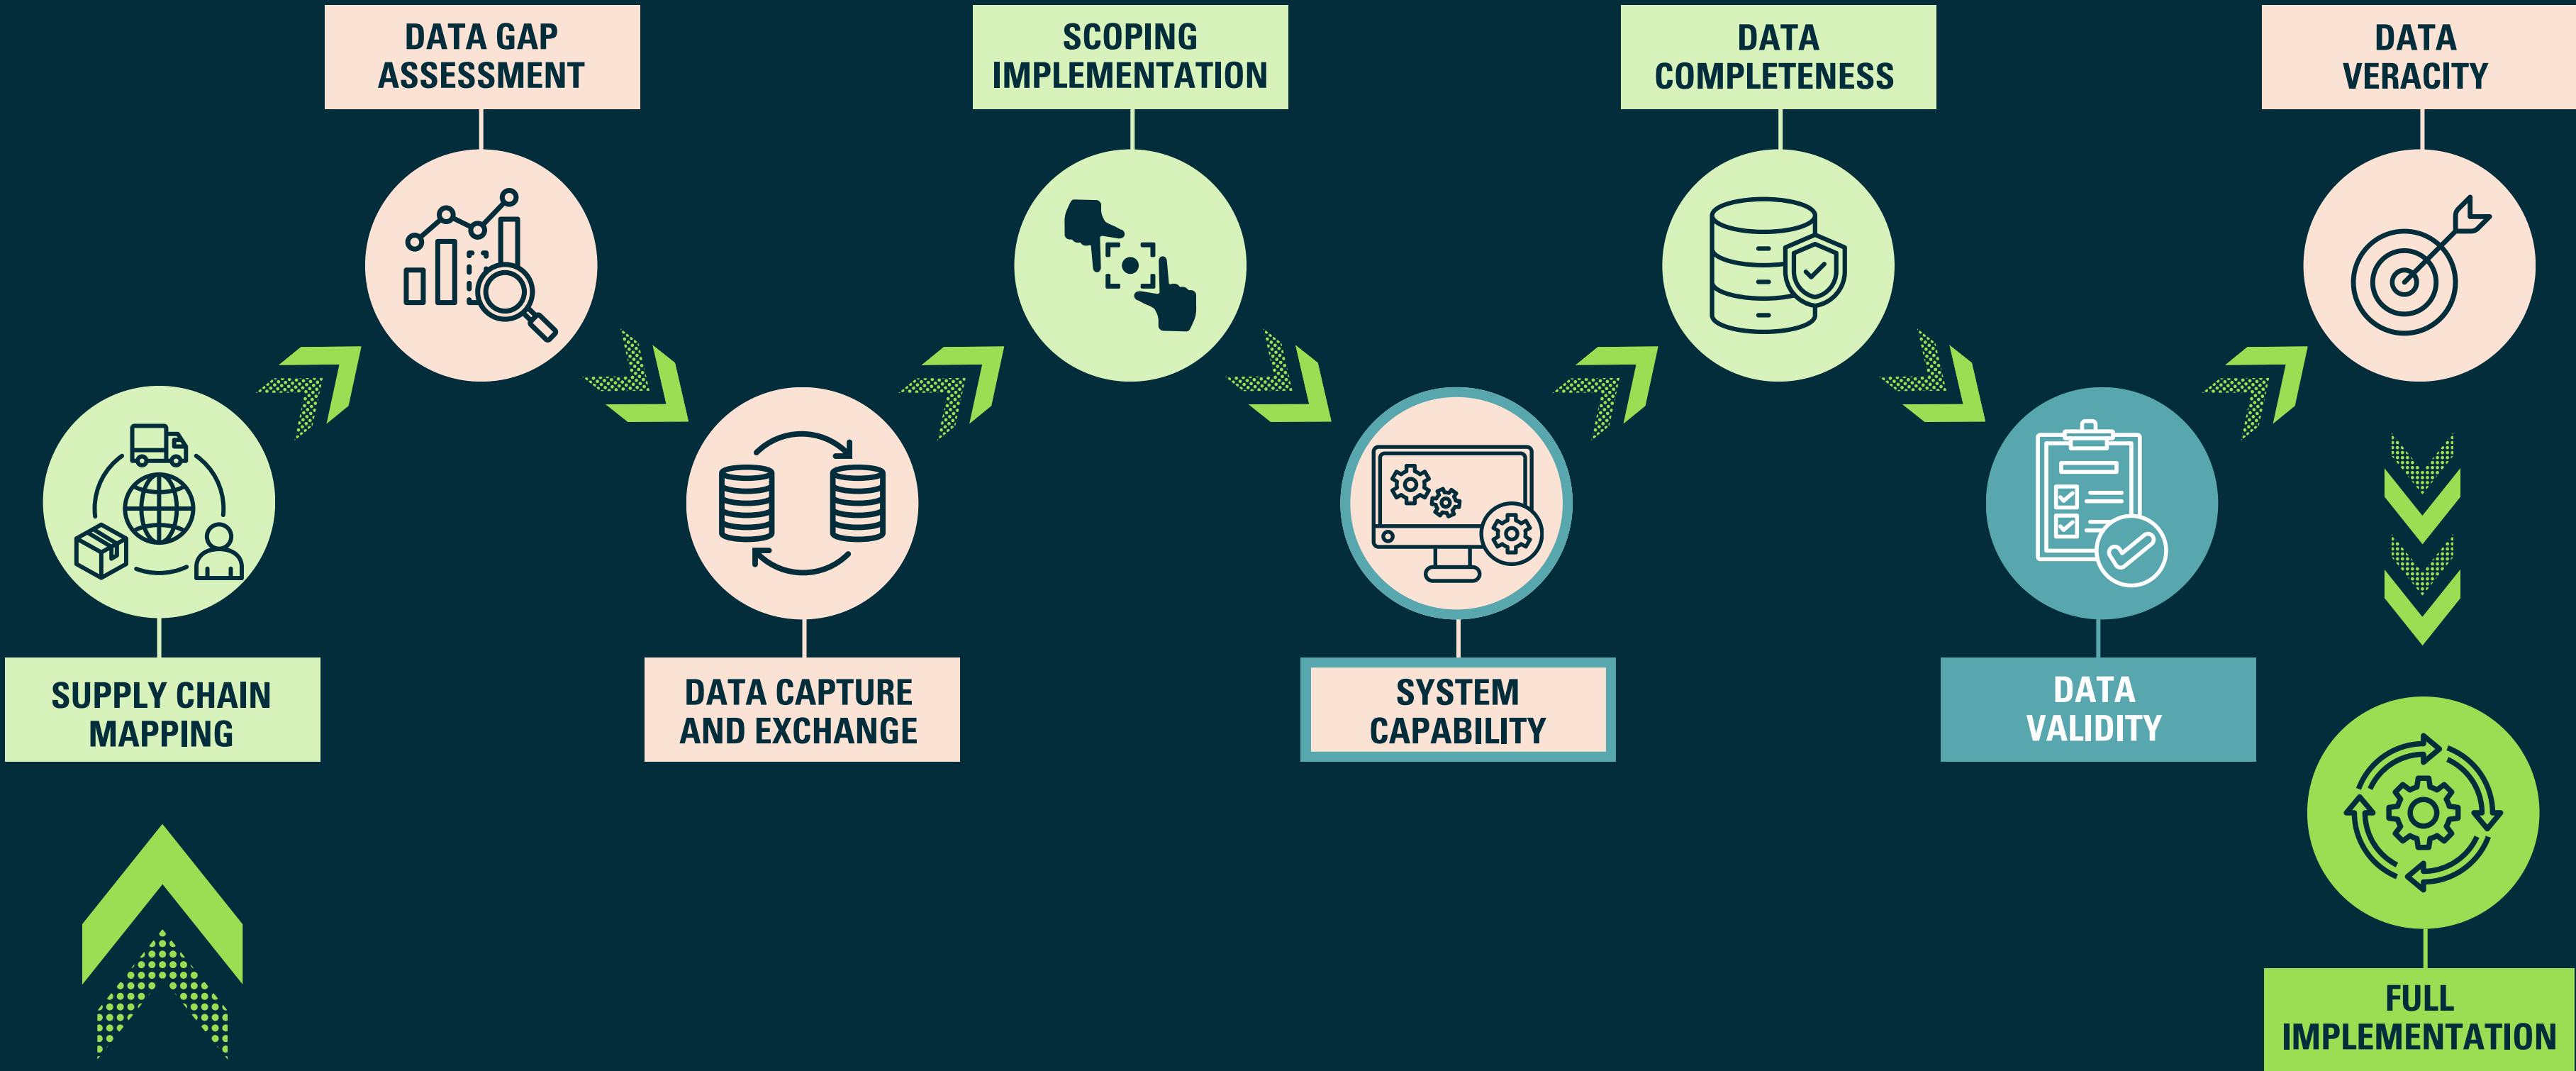 DATA GAP
ASSESSMENT
SCOPING
IMPLEMENTATION
DATA
COMPLETENESS
DATA
VERACITY
SUPPLY CHAIN
MAPPING
DATA CAPTURE
AND EXCHANGE
SYSTEM
CAPABILITY
DATA
VALIDITY
FULL
IMPLEMENTATION